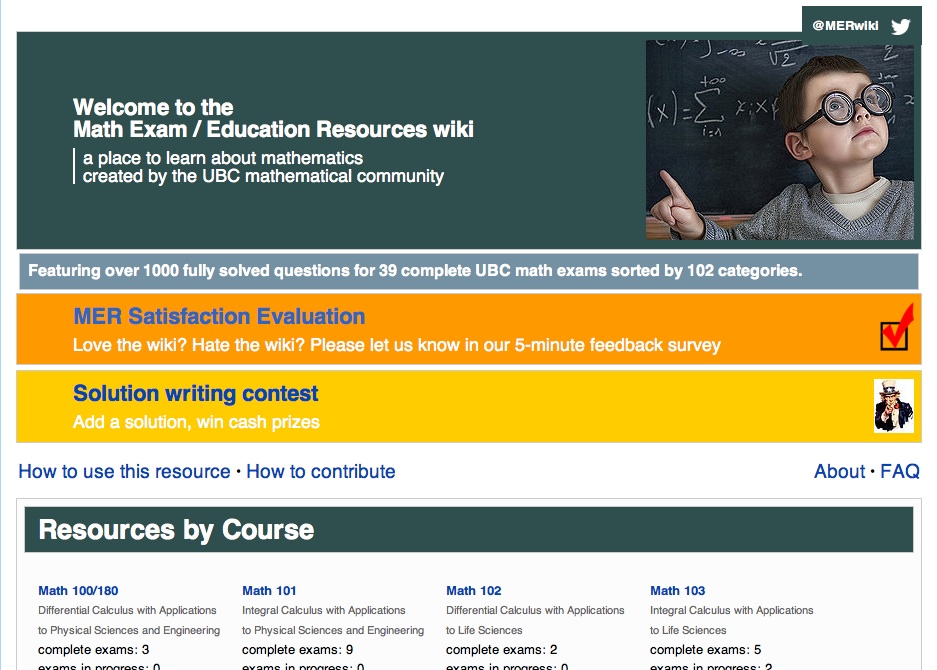 @MERwiki
Welcome to the
Math Exam / Education Resources wiki
a place to learn about mathematics
created by the UBC mathematical community
Featuring over 1000 fully solved questions for 39 complete UBC math exams sorted by 102 categories.
MER Satisfaction Evaluation
Love the wiki? Hate the wiki? Please let us know in our 5-minute feedback survey
Solution writing contest
Add a solution, win cash prizes
How to use this resource • How to contribute
About • FAQ
Resources by Course
Math 100/180
Differential Calculus with Applications
to Physical Sciences and Engineering
complete exams: 3
exams in progress: 0
Math 101
Integral Calculus with Applications
to Physical Sciences and Engineering
complete exams: 9
exams in progress: 0
Math 102
Differential Calculus with Applications
to Life Sciences
complete exams: 2
exams in progress: 0
Math 103
Integral Calculus with Applications
to Life Sciences
complete exams: 5
exams in progress: 2